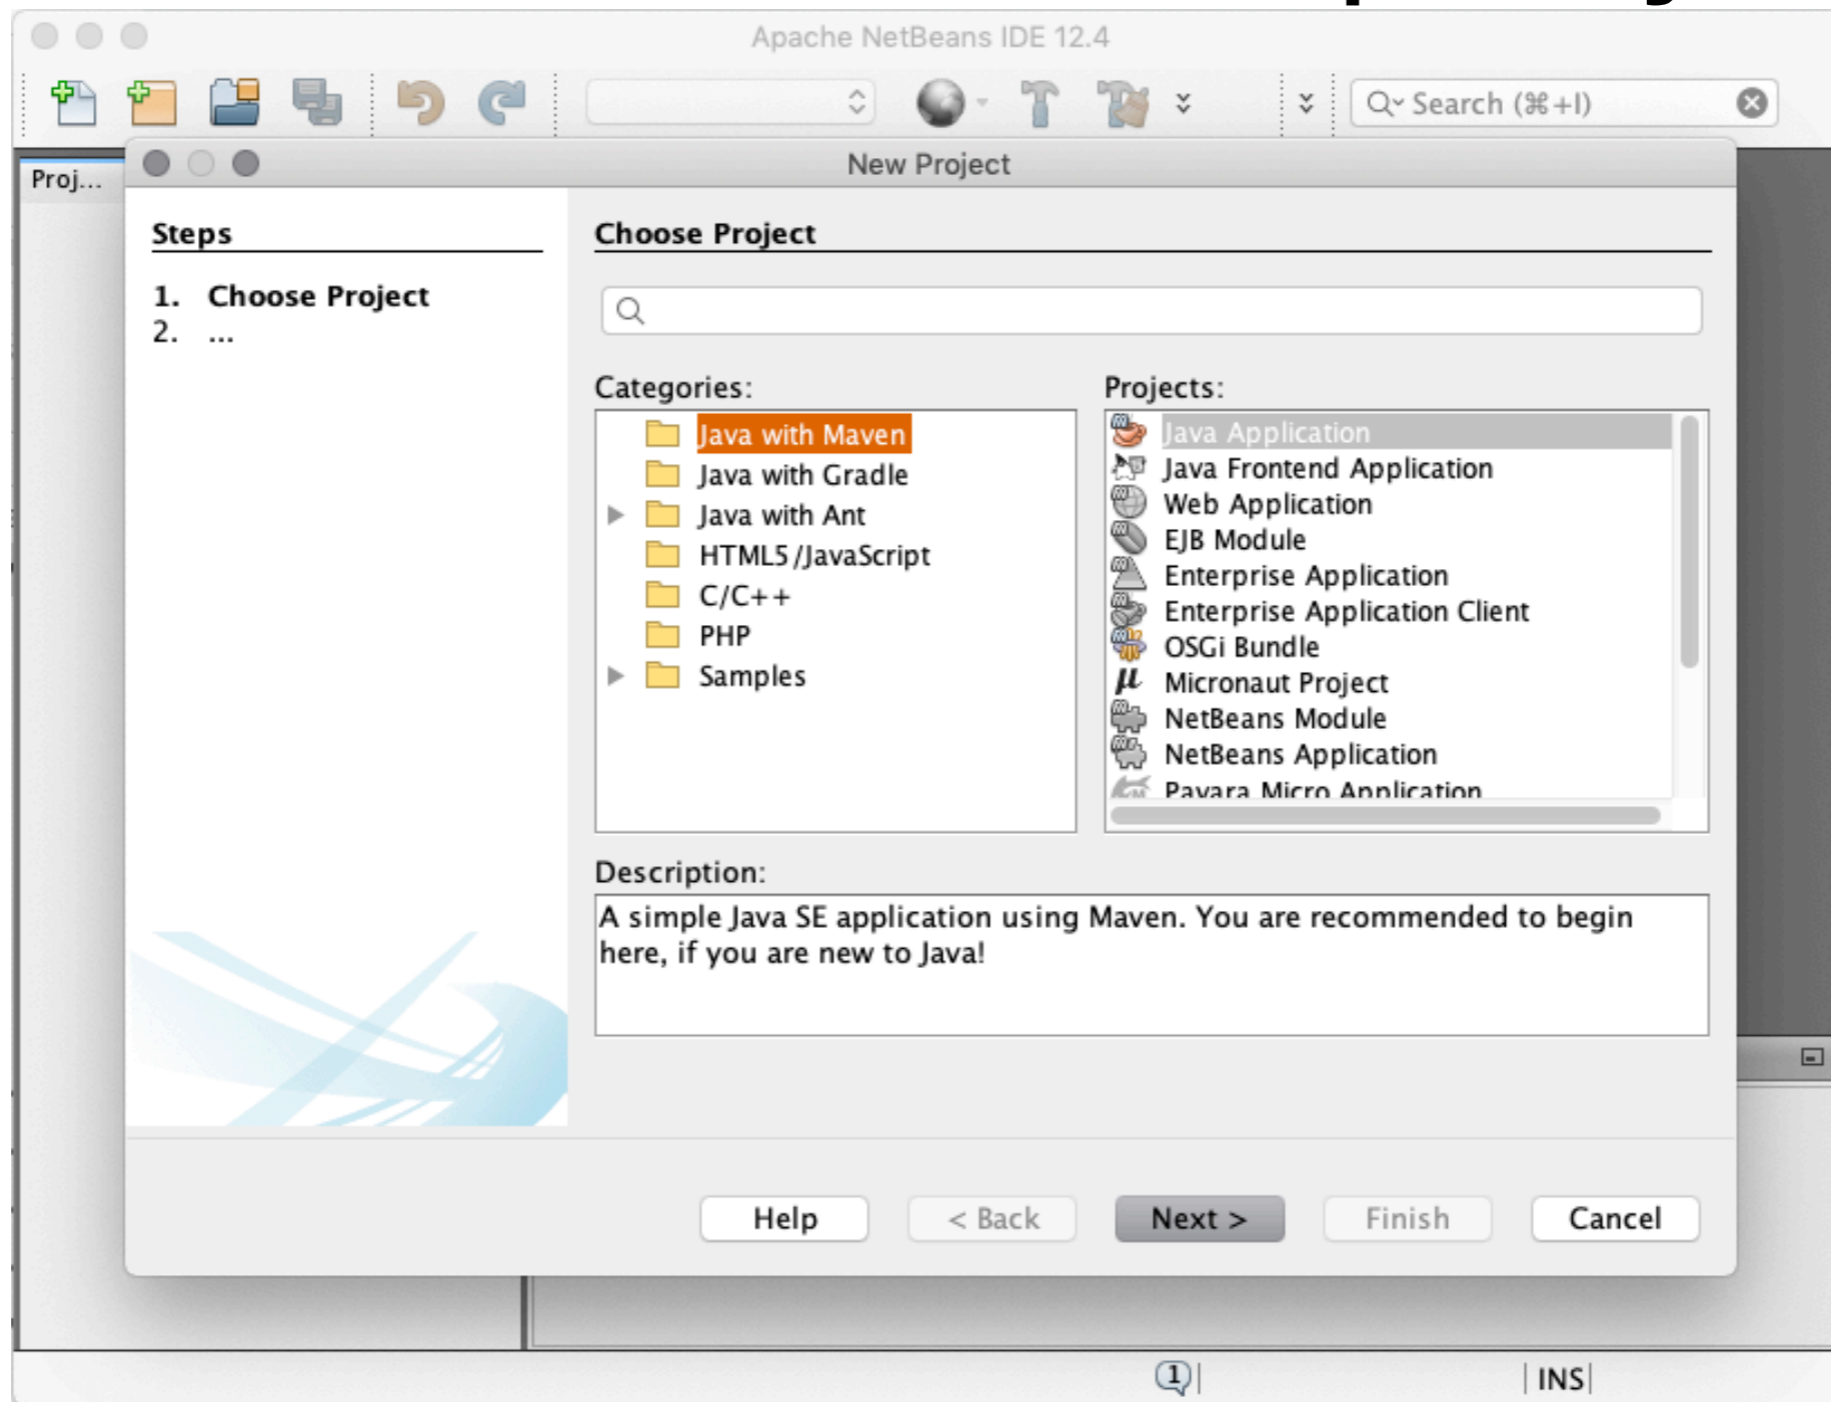 Apache NetBeans IDE 12.4
Search (⌘+I)
Proj...
New Project
Steps
1. Choose Project
2. ...
Choose Project
Categories:
Java with Maven
Java with Gradle
Java with Ant
HTML5/JavaScript
C/C++
PHP
Samples
Projects:
Java Application
Java Frontend Application
Web Application
EJB Module
Enterprise Application
Enterprise Application Client
OSGi Bundle
μ Micronaut Project
NetBeans Module
NetBeans Application
Payara Micro Application
Description:
A simple Java SE application using Maven. You are recommended to begin
here, if you are new to Java!
Help
< Back
Next >
Finish
Cancel
1
INS